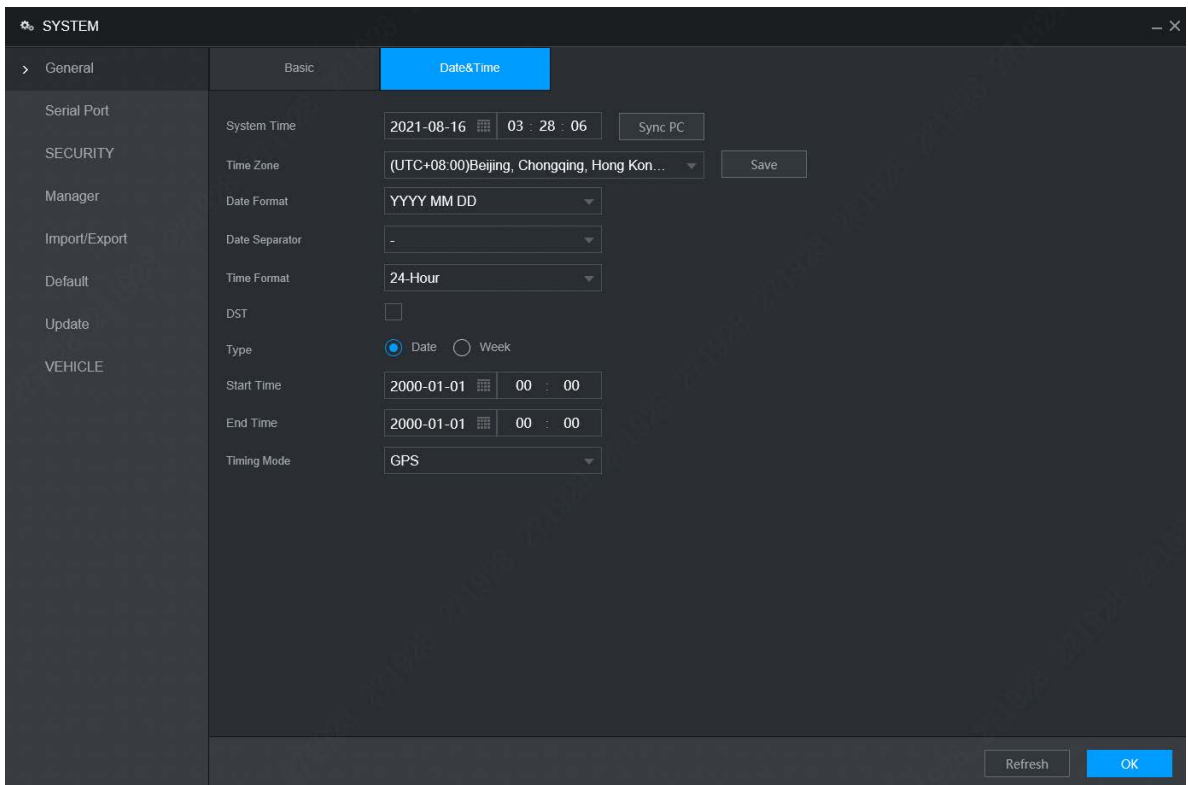 SYSTEM
General
Basic
Date&Time
Serial Port
System Time
2021-08-16
03 : 28 : 06
Sync PC
SECURITY
Time Zone
(UTC+08:00)Beijing, Chongqing, Hong Kon...
Save
Manager
Date Format
YYYY MM DD
Import/Export
Date Separator
-
Default
Time Format
24-Hour
DST
Update
Type
Date
Week
VEHICLE
Start Time
2000-01-01
00 : 00
End Time
2000-01-01
00 : 00
Timing Mode
GPS
Refresh
OK